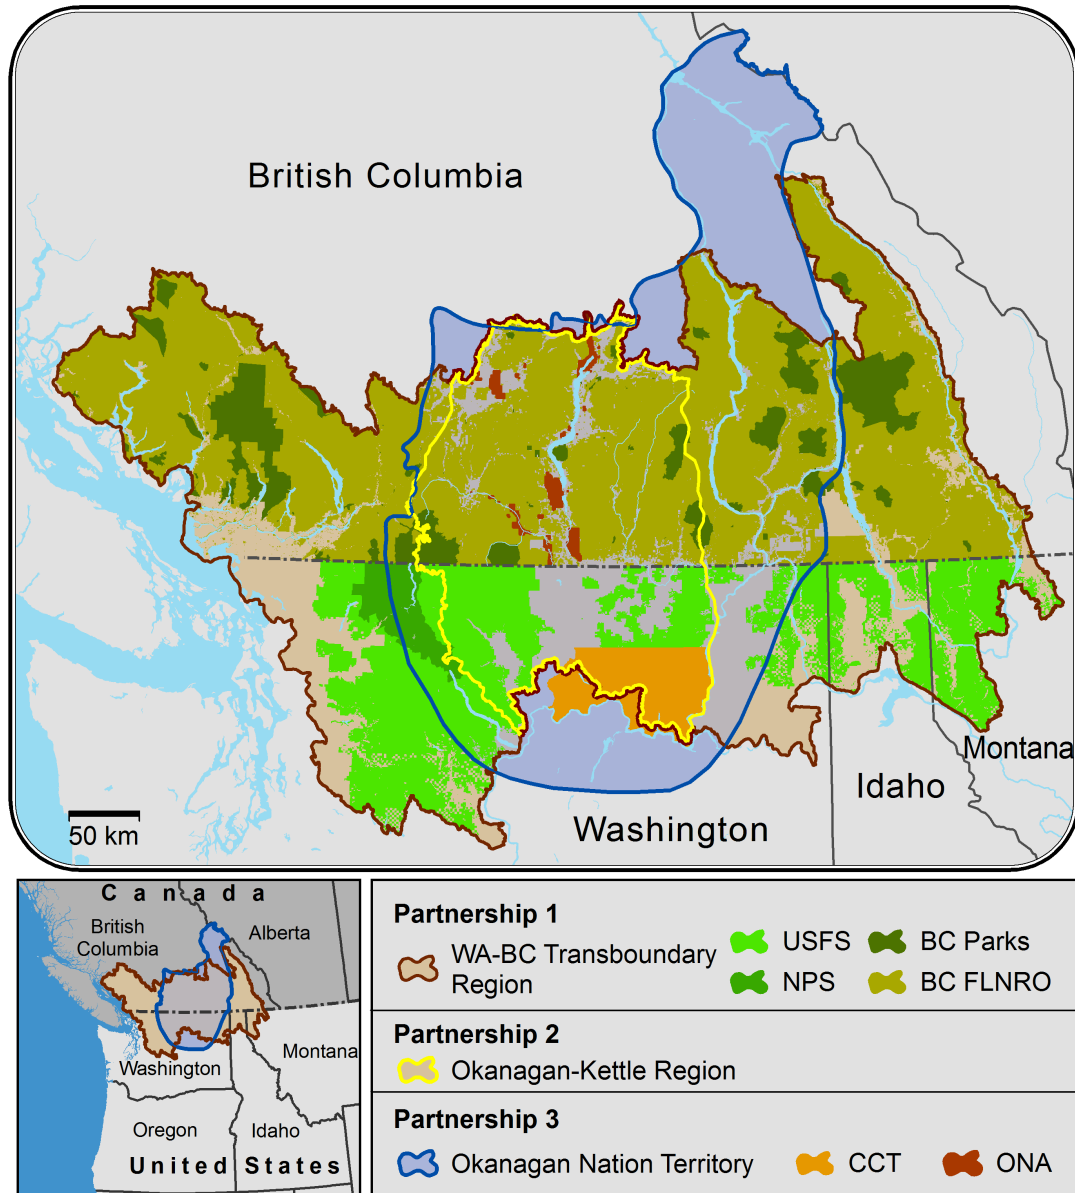 British Columbia
Montana
Idaho
Washington
50 km
Canada
British
Columbia
Alberta
Montana
Washington
Oregon
Idaho
United States
Partnership 1
WA-BC Transboundary
Region
USFS
BC Parks
NPS
BC FLNRO
Partnership 2
Okanagan-Kettle Region
Partnership 3
Okanagan Nation Territory
CCT
ONA